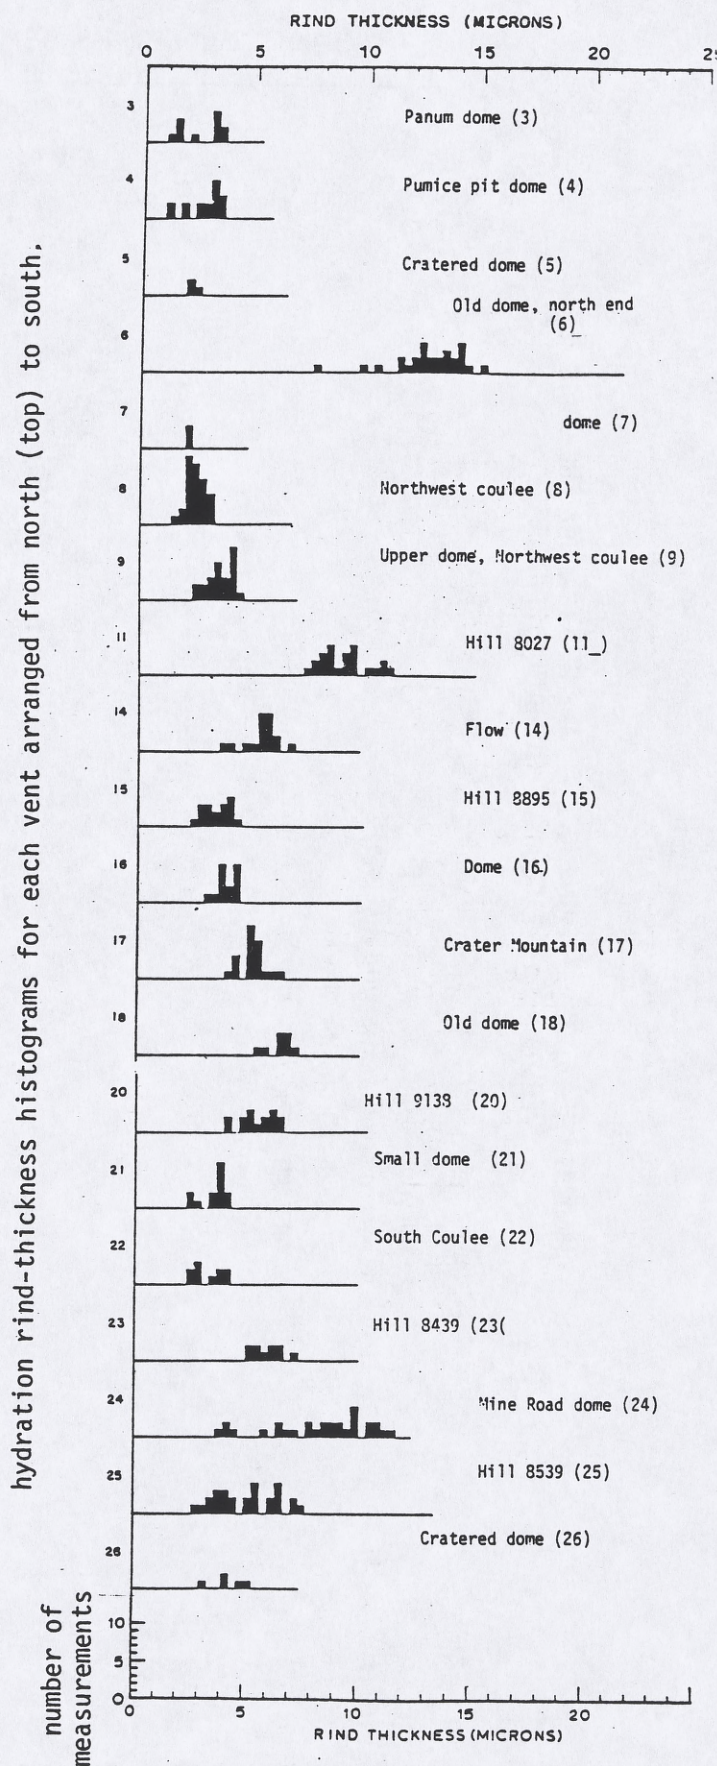 RIND THICKNESS (MICRONS)
0 5 10 15 20
3 Panum dome (3)
4 Pumice pit dome (4)
5 Cratered dome (5)
Old dome, north end
6 (6)
7 dome (7)
8 Northwest coulee (8)
9 Upper dome, Northwest coulee (9)
11 Hill 8027 (11_)
14 Flow (14)
15 Hill 8895 (15)
16 Dome (16)
17 Crater Mountain (17)
18 Old dome (18)
20 Hill 9138 (20)
21 Small dome (21)
22 South Coulee (22)
23 Hill 8439 (23(
24 Mine Road dome (24)
25 Hill 8539 (25)
26 Cratered dome (26)
hydration rind-thickness histograms for each vent arranged from north (top) to south.
number of
measurements
10
5
0
0 5 10 15 20
RIND THICKNESS (MICRONS)